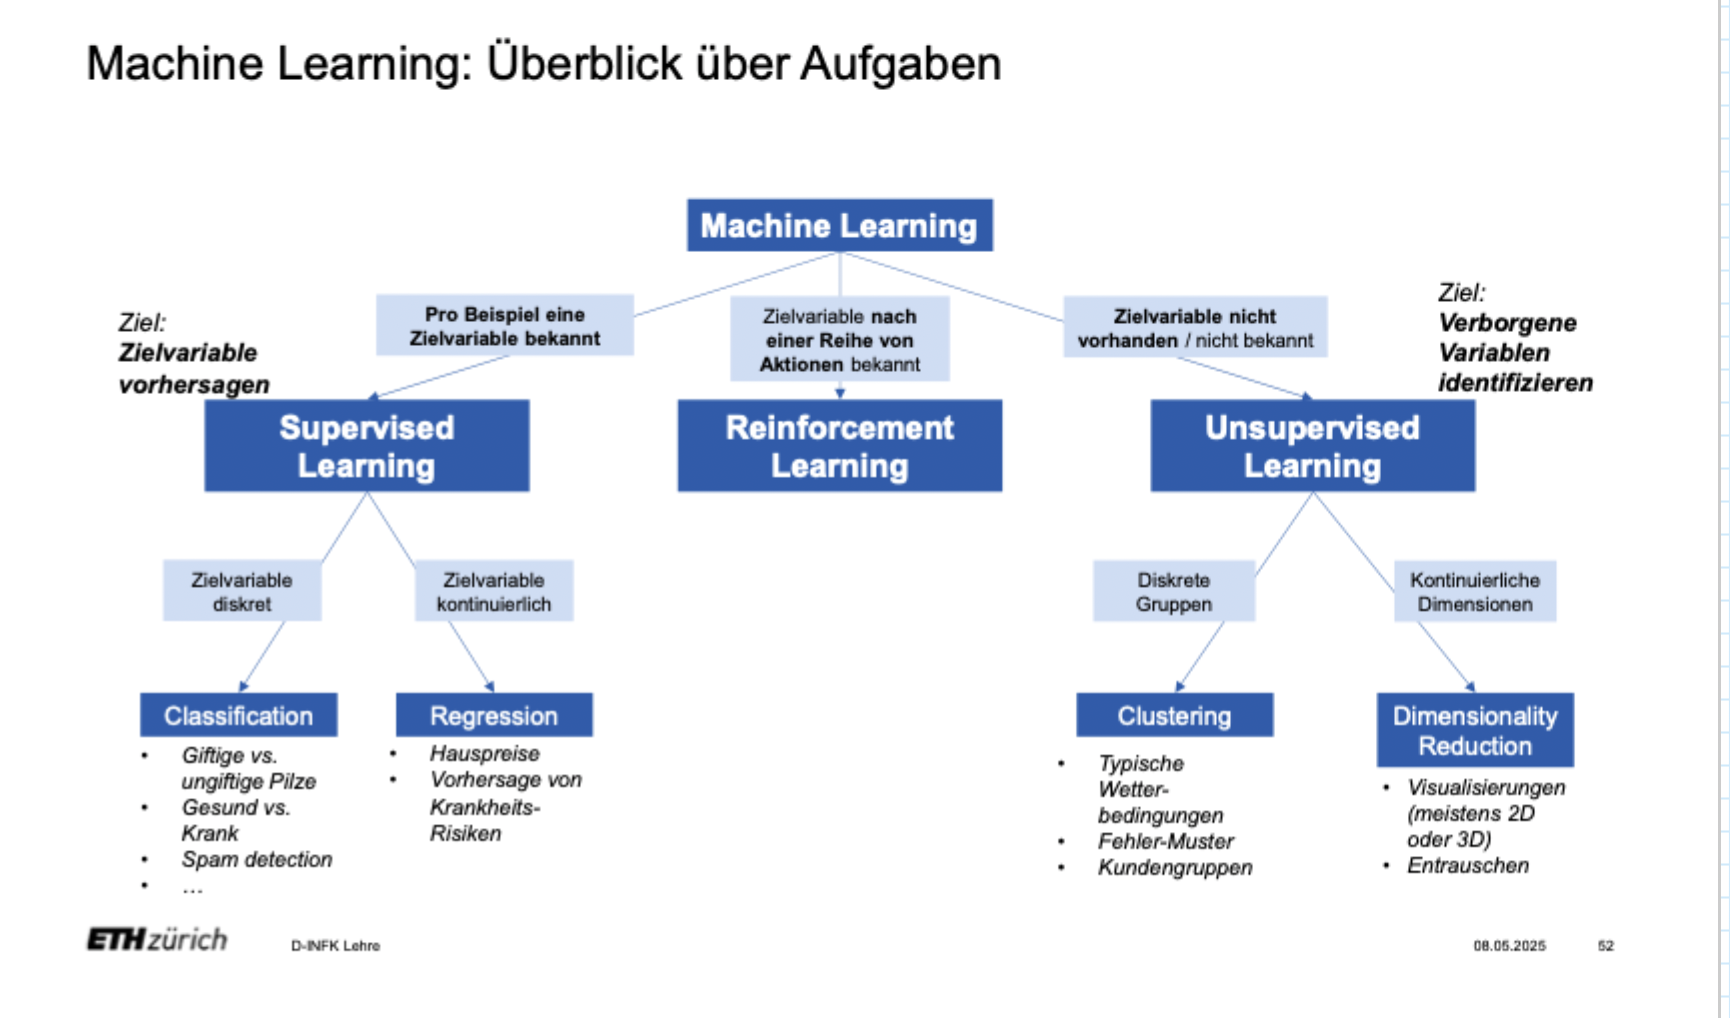 Machine Learning: Überblick über Aufgaben
Machine Learning
Ziel:
Zielvariable
vorhersagen
Pro Beispiel eine
Zielvariable bekannt
Zielvariable nach
einer Reihe von
Aktionen bekannt
Zielvariable nicht
vorhanden / nicht bekannt
Ziel:
Verborgene
Variablen
identifizieren
Supervised
Learning
Reinforcement
Learning
Unsupervised
Learning
Zielvariable
diskret
Zielvariable
kontinuierlich
Diskrete
Gruppen
Kontinuierliche
Dimensionen
Classification
• Giftige vs.
ungiftige Pilze
• Gesund vs.
Krank
• Spam detection
• …
Regression
• Hauspreise
• Vorhersage von
Krankheits-
Risiken
Clustering
• Typische
Wetter-
bedingungen
• Fehler-Muster
• Kundengruppen
Dimensionality
Reduction
• Visualisierungen
(meistens 2D
oder 3D)
• Entrauschen
ETH zürich
D-INFK Lehre
08.05.2025
52